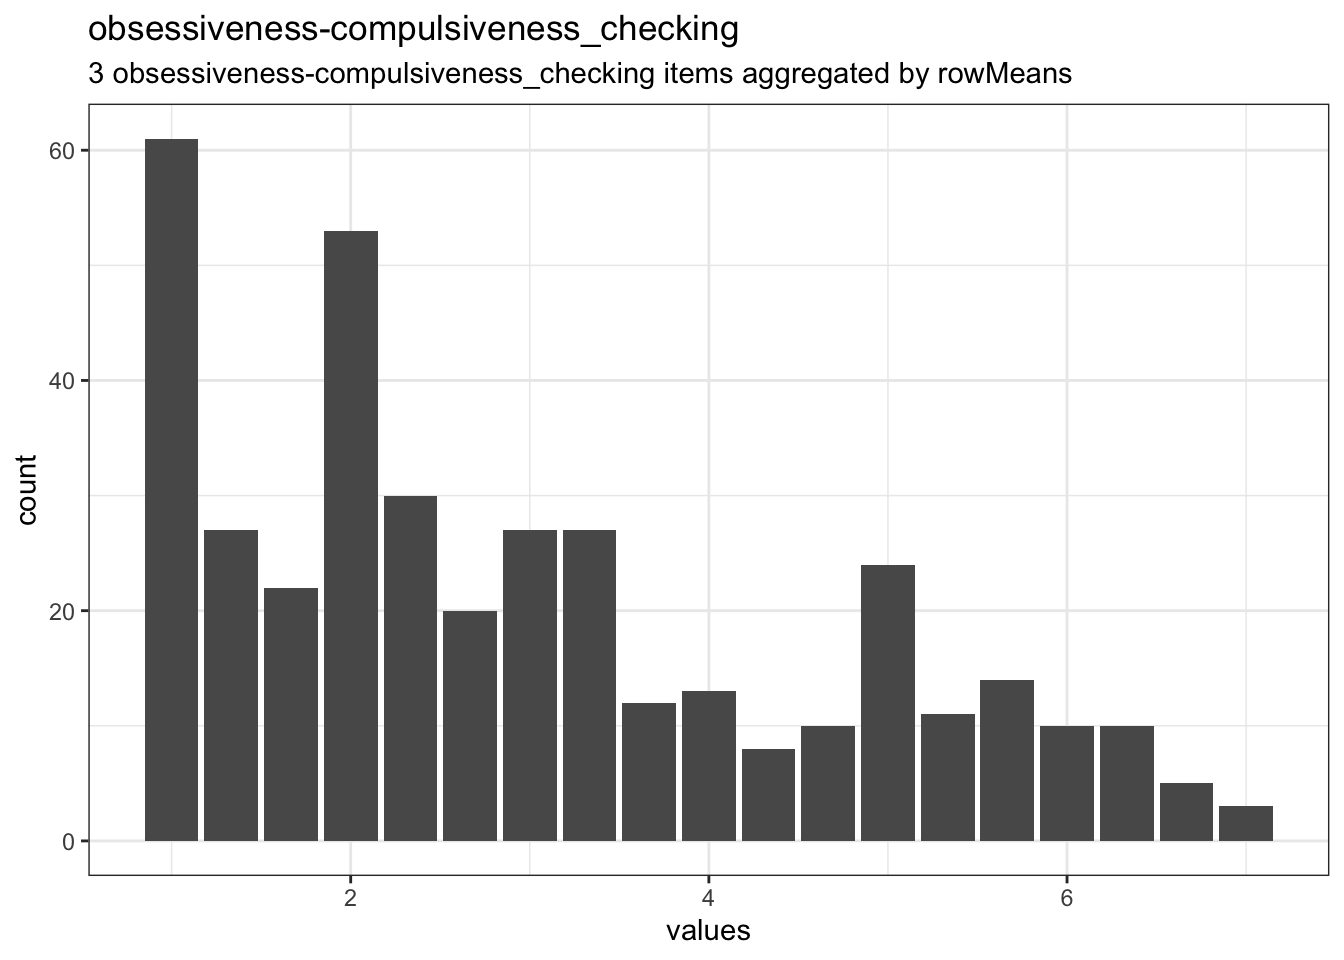 obsessiveness-compulsiveness_checking
3 obsessiveness-compulsiveness_checking items aggregated by rowMeans
60
40
20
0
count
2 4 6
values